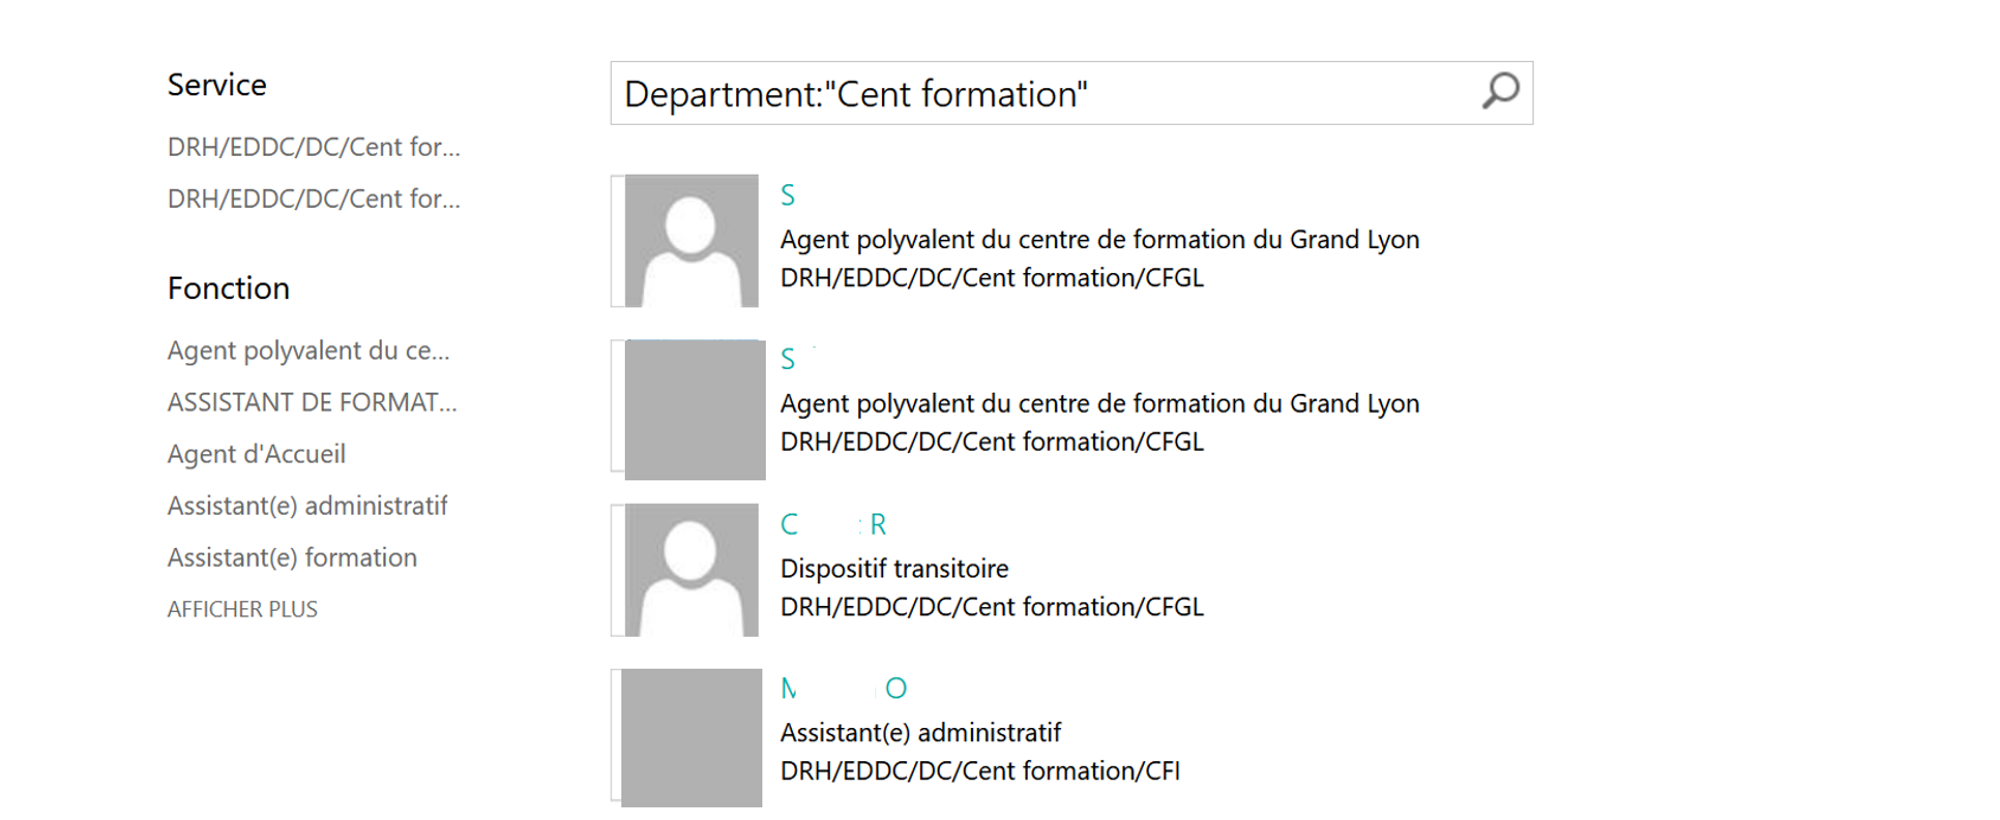 Service
DRH/EDDC/DC/Cent for...
DRH/EDDC/DC/Cent for...
Fonction
Agent polyvalent du ce...
ASSISTANT DE FORMAT...
Agent d'Accueil
Assistant(e) administratif
Assistant(e) formation
AFFICHER PLUS
Department:"Cent formation"
S
Agent polyvalent du centre de formation du Grand Lyon
DRH/EDDC/DC/Cent formation/CFGL
S
Agent polyvalent du centre de formation du Grand Lyon
DRH/EDDC/DC/Cent formation/CFGL
C R
Dispositif transitoire
DRH/EDDC/DC/Cent formation/CFGL
M O
Assistant(e) administratif
DRH/EDDC/DC/Cent formation/CFI